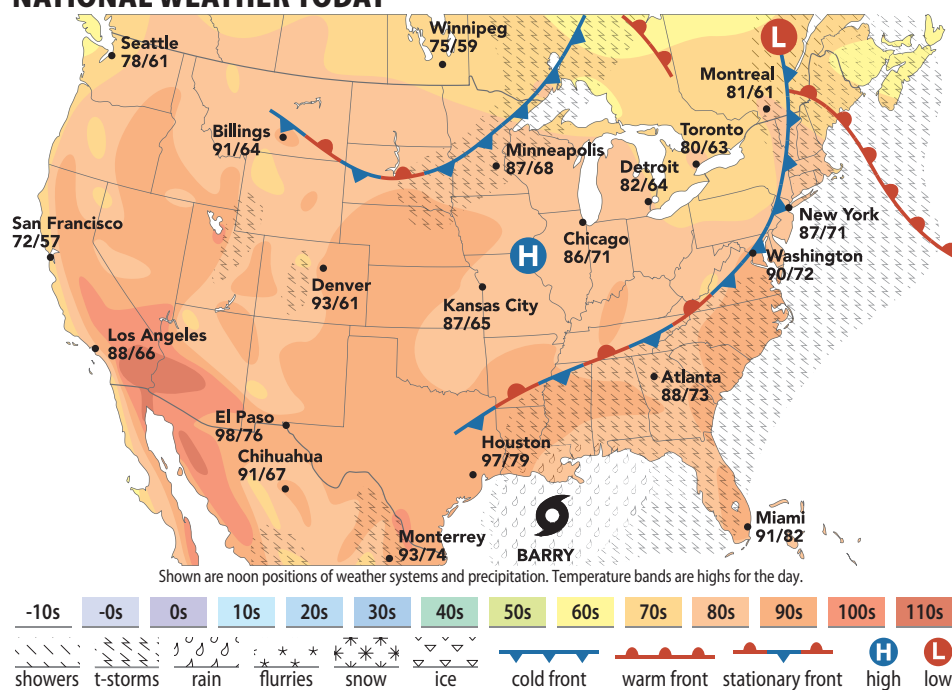 NATIONAL WEATHER TODAY
Winnipeg
75/59
Seattle
78/61
L
Montreal
81/61
Billings
91/64
Toronto
80/63
Minneapolis
87/68
Detroit
82/64
San Francisco
72/57
New York
87/71
Chicago
86/71
H
Washington
90/72
Denver
93/61
Kansas City
87/65
Los Angeles
88/66
Atlanta
88/73
El Paso
98/76
Houston
97/79
Chihuahua
91/67
Miami
91/82
Monterrey
93/74
BARRY
Shown are noon positions of weather systems and precipitation. Temperature bands are highs for the day.
-10s -0s 0s 10s 20s 30s 40s 50s 60s 70s 80s 90s 100s 110s
H L
showers t-storms rain flurries snow ice cold front warm front stationary front high low